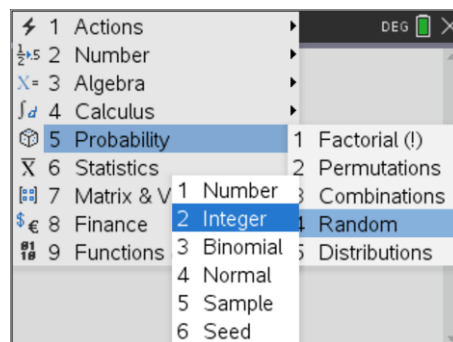 1 Actions
DEG
½▸.5 2 Number
X= 3 Algebra
∫d 4 Calculus
5 Probability
1 Factorial (!)
X̅ 6 Statistics
2 Permutations
7 Matrix & V
3 Combinations
$€ 8 Finance
4 Random
9 Functions
5 Distributions
1 Number
2 Integer
3 Binomial
4 Normal
5 Sample
6 Seed